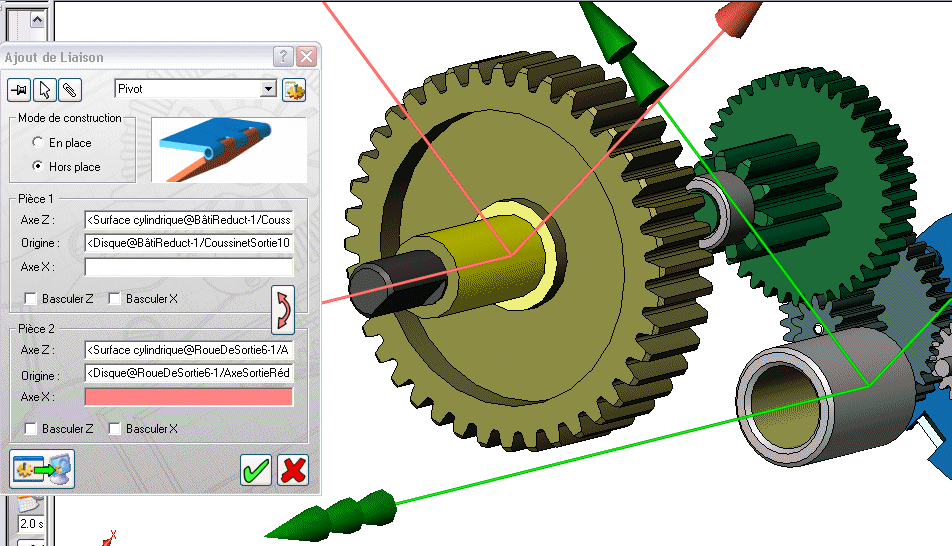 Ajout de Liaison
Pivot
Mode de construction
En place
Hors place
Pièce 1
Axe Z :
<Surface cylindrique@BâtiReduct-1/Couss
Origine :
<Disque@BâtiReduct-1/CoussinetSortie10
Axe X :
Basculer Z
Basculer X
Pièce 2
Axe Z :
<Surface cylindrique@RoueDeSortie6-1/A
Origine :
<Disque@RoueDeSortie6-1/AxeSortieRéd
Axe X :
Basculer Z
Basculer X
2.0 s
X